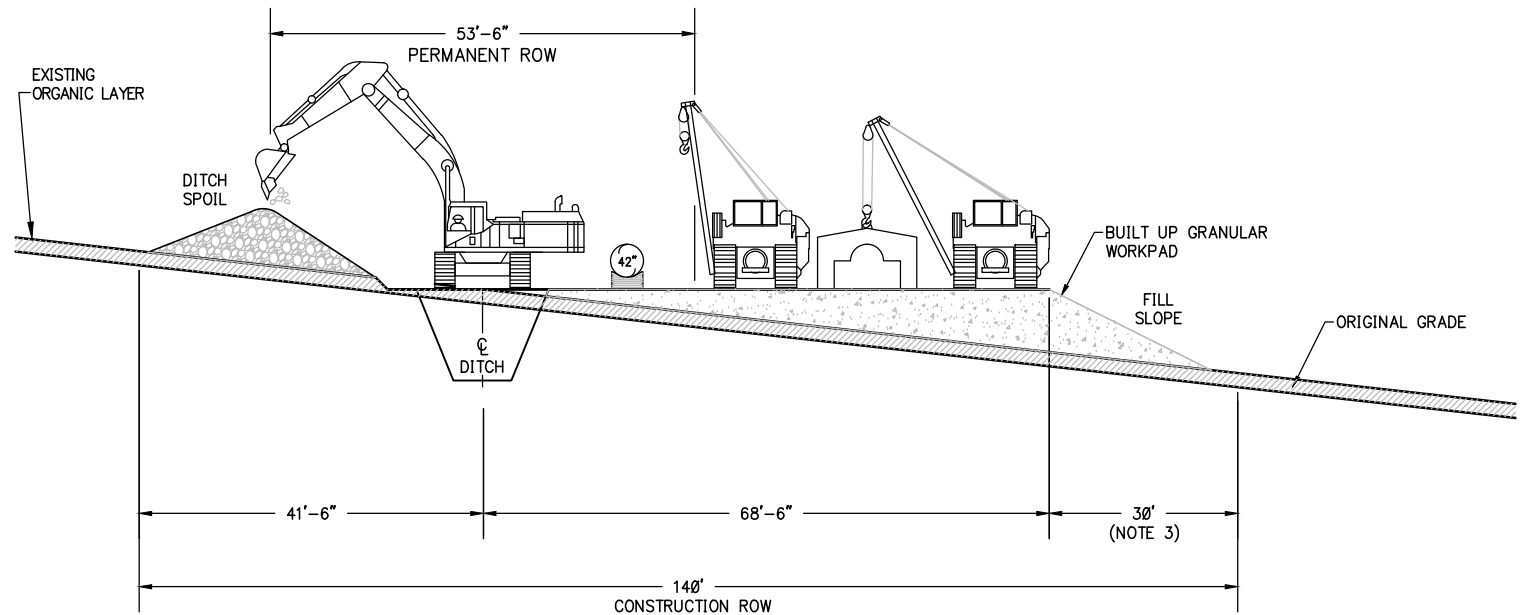 53'-6"
PERMANENT ROW
EXISTING
ORGANIC LAYER
DITCH
SPOIL
42"
BUILT UP GRANULAR
WORKPAD
FILL
SLOPE
ORIGINAL GRADE
℄
DITCH
41'-6"
68'-6"
30'
(NOTE 3)
140'
CONSTRUCTION ROW